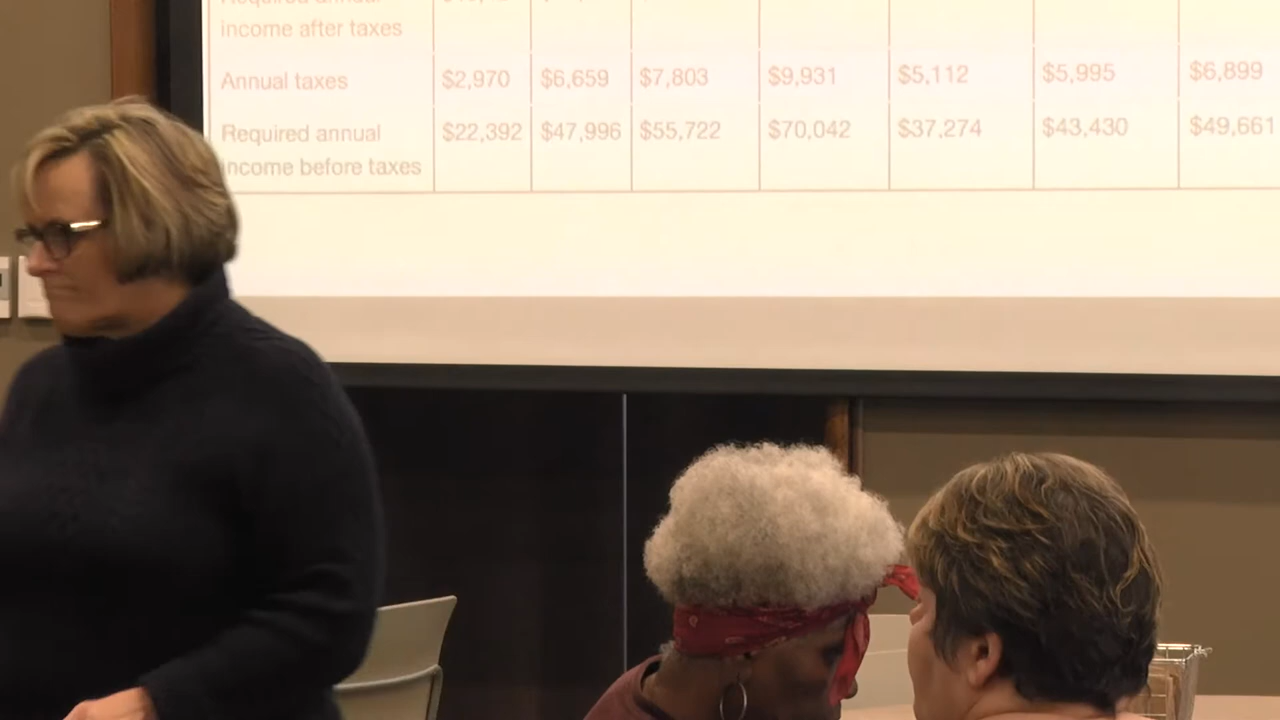 Required annual
income after taxes
Annual taxes $2,970 $6,659 $7,803 $9,931 $5,112 $5,995 $6,899
Required annual $22,392 $47,996 $55,722 $70,042 $37,274 $43,430 $49,661
income before taxes